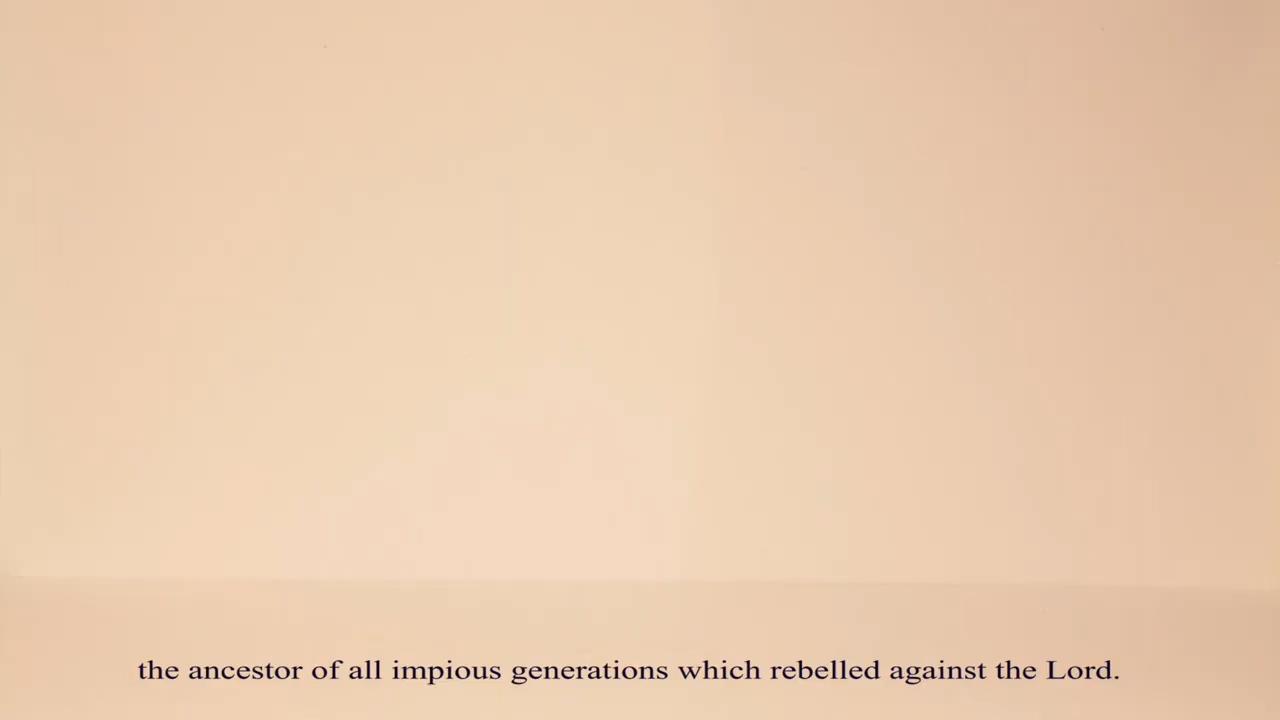 the ancestor of all impious generations which rebelled against the Lord.